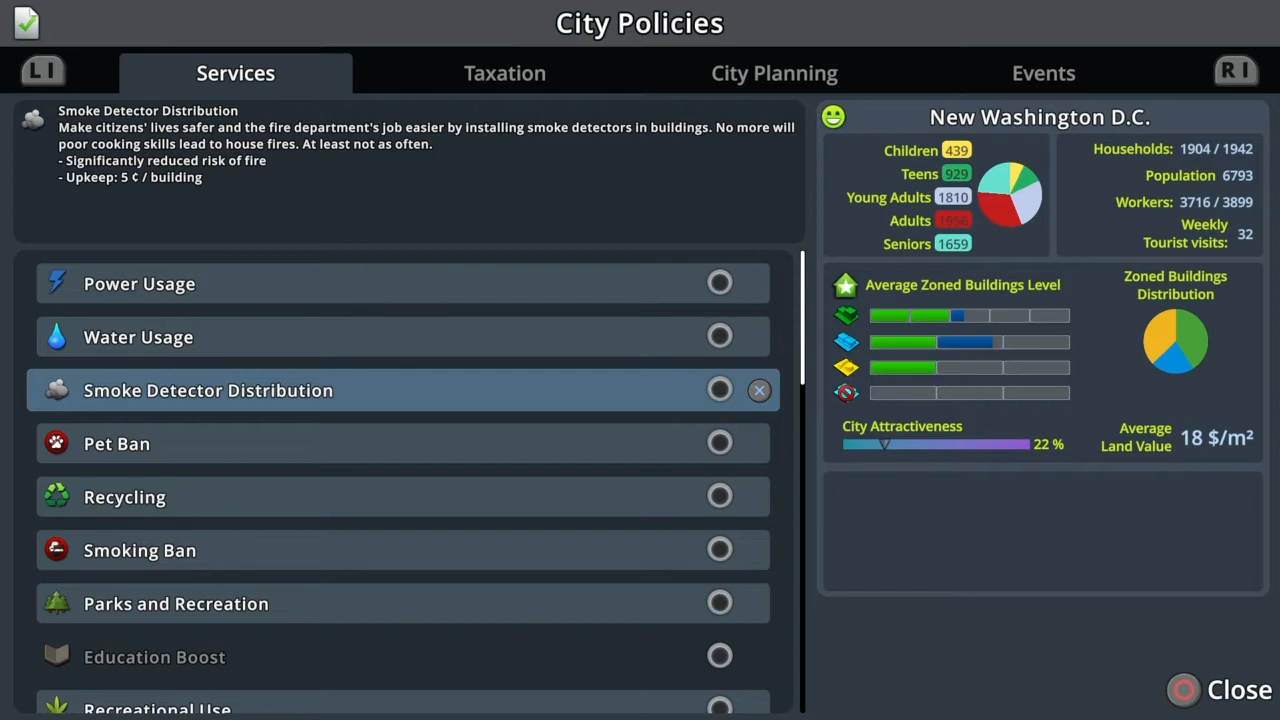 City Policies
L1
Services
Taxation
City Planning
Events
R1
Smoke Detector Distribution
Make citizens' lives safer and the fire department's job easier by installing smoke detectors in buildings. No more will
poor cooking skills lead to house fires. At least not as often.
- Significantly reduced risk of fire
- Upkeep: 5 ¢ / building
Power Usage
Water Usage
Smoke Detector Distribution
Pet Ban
Recycling
Smoking Ban
Parks and Recreation
Education Boost
Recreational Use
New Washington D.C.
Children 439
Teens 929
Young Adults 1810
Adults 1956
Seniors 1659
Households: 1904 / 1942
Population 6793
Workers: 3716 / 3899
Weekly
Tourist visits: 32
Average Zoned Buildings Level
Zoned Buildings
Distribution
City Attractiveness
22 %
Average
Land Value 18 $/m²
Close